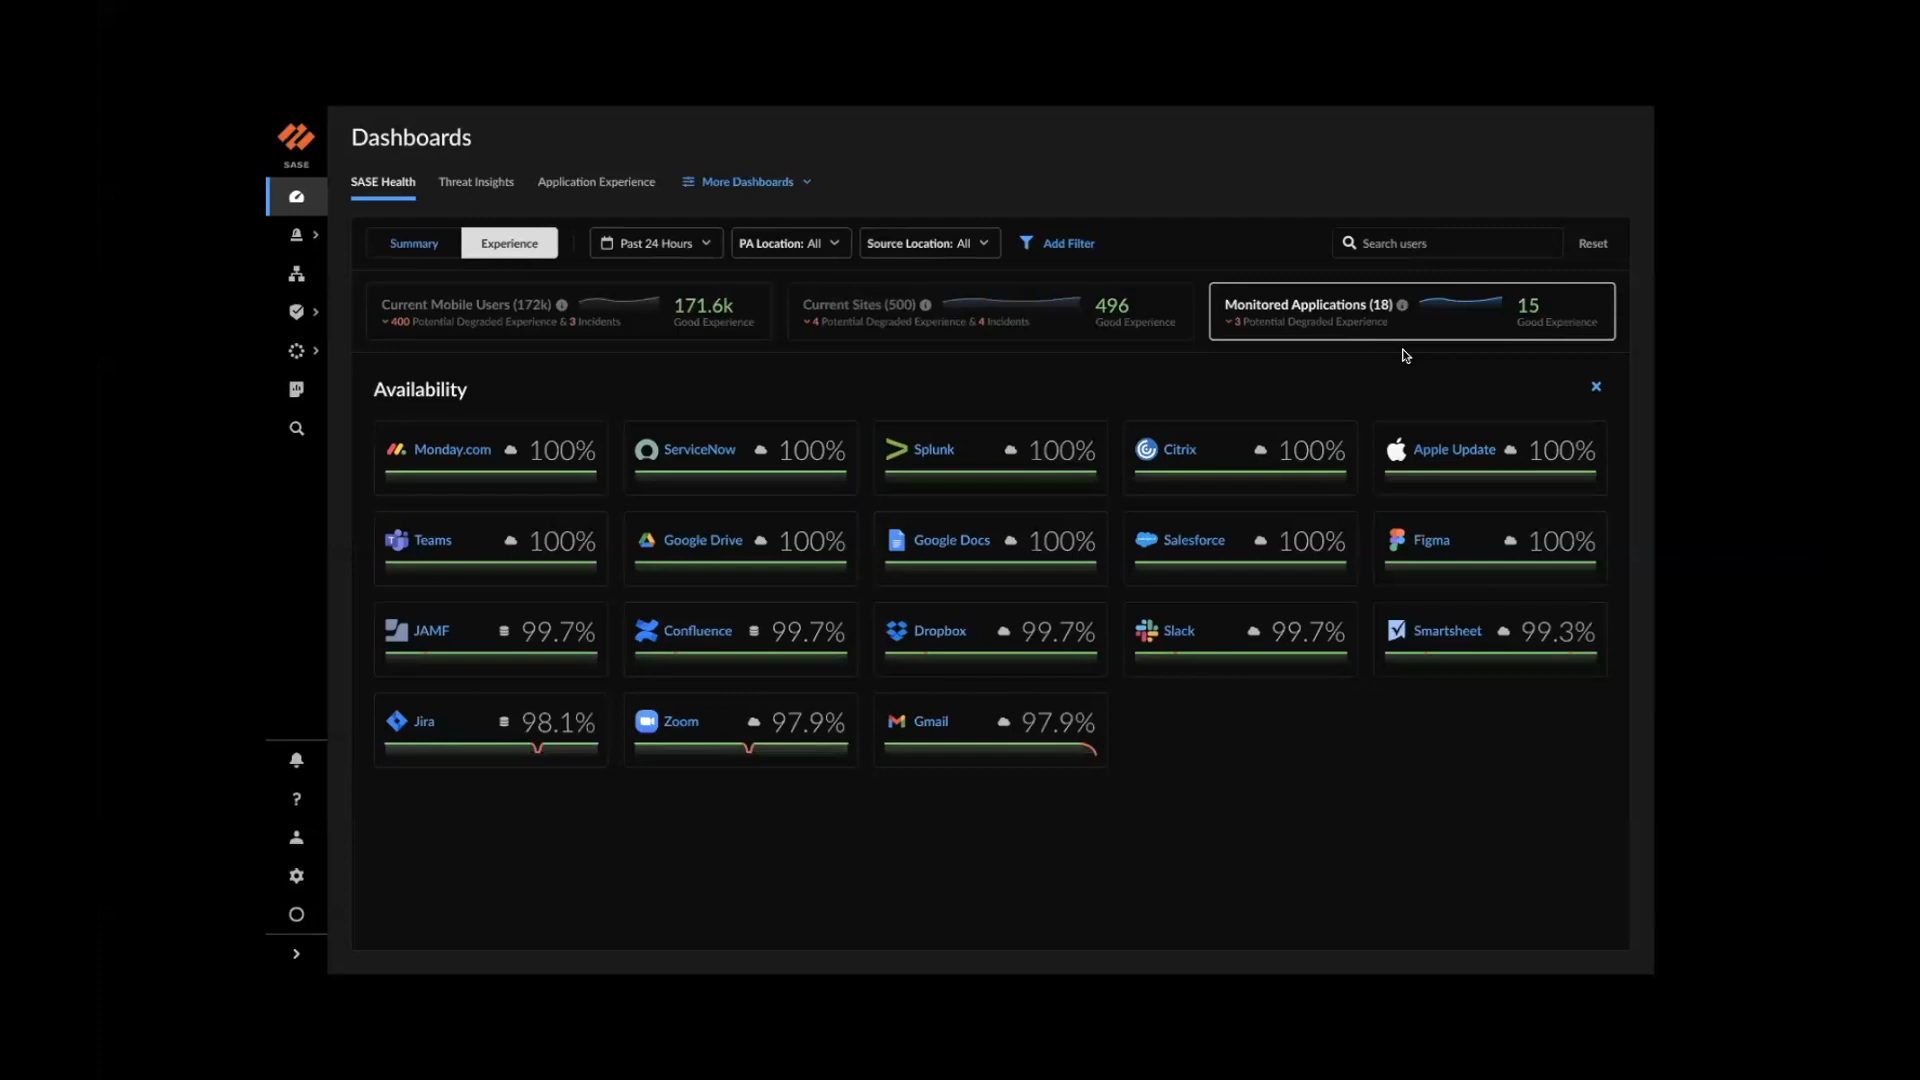 SASE
Dashboards
SASE Health Threat Insights Application Experience More Dashboards
Summary Experience Past 24 Hours PA Location: All Source Location: All Add Filter Search users Reset
Current Mobile Users (172k) 171.6k
400 Potential Degraded Experience & 3 Incidents Good Experience
Current Sites (500) 496
4 Potential Degraded Experience & 4 Incidents Good Experience
Monitored Applications (18) 15
3 Potential Degraded Experience Good Experience
Availability
Monday.com 100% ServiceNow 100% Splunk 100% Citrix 100% Apple Update 100%
Teams 100% Google Drive 100% Google Docs 100% Salesforce 100% Figma 100%
JAMF 99.7% Confluence 99.7% Dropbox 99.7% Slack 99.7% Smartsheet 99.3%
Jira 98.1% Zoom 97.9% Gmail 97.9%